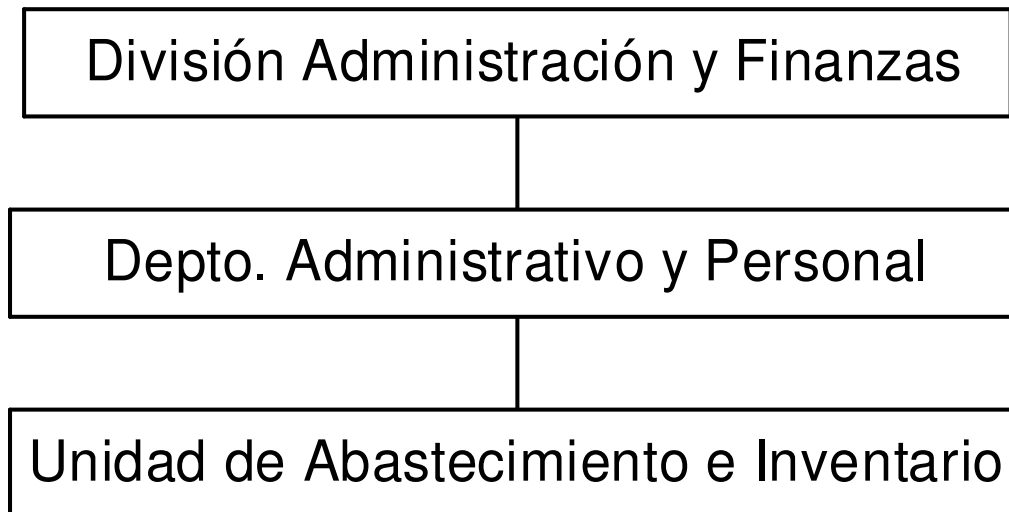 División Administración y Finanzas
Depto. Administrativo y Personal
Unidad de Abastecimiento e Inventario